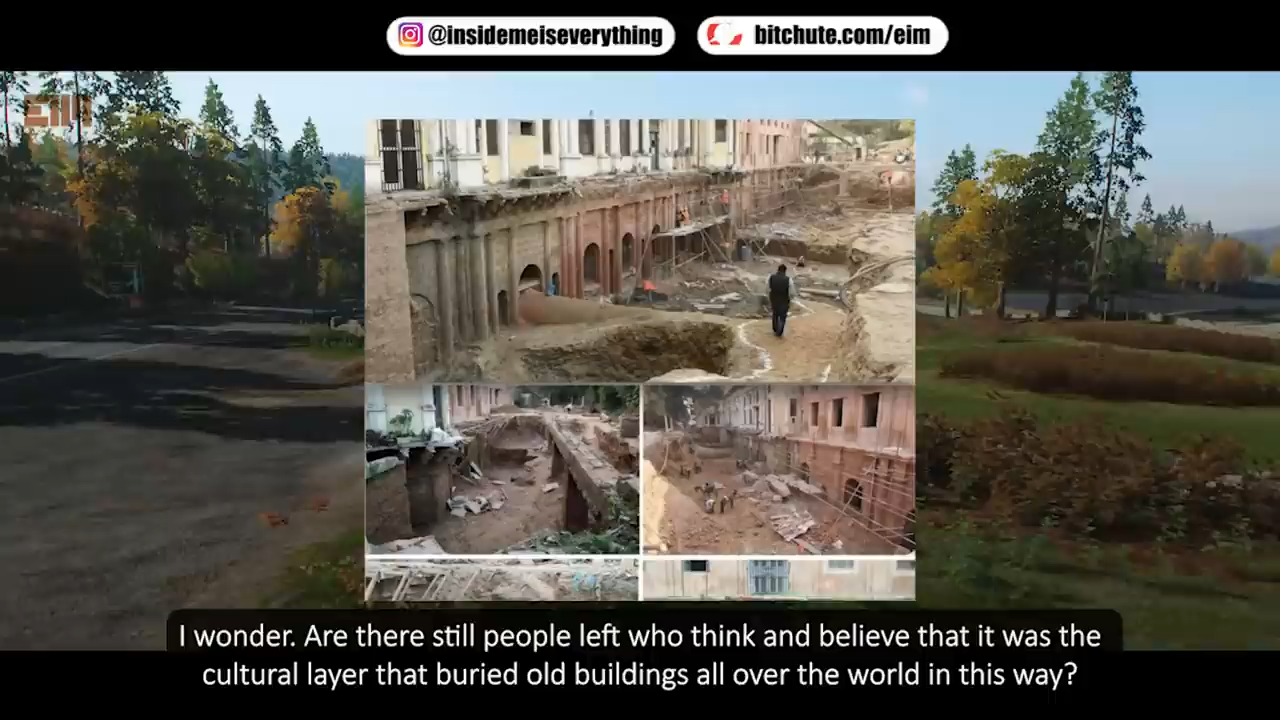 @insidemeiseverything
bitchute.com/eim
EIM
I wonder. Are there still people left who think and believe that it was the
cultural layer that buried old buildings all over the world in this way?